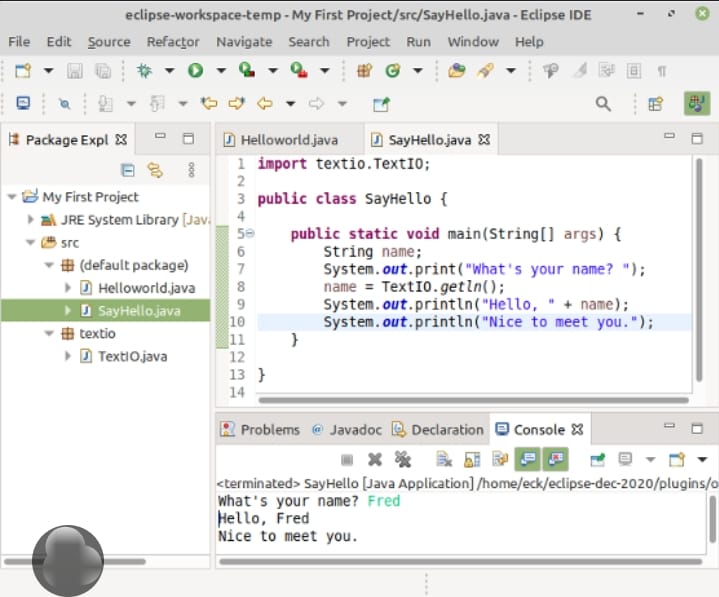 eclipse-workspace-temp - My First Project/src/SayHello.java - Eclipse IDE
File Edit Source Refactor Navigate Search Project Run Window Help
Package Expl
My First Project
JRE System Library [Jav
src
(default package)
Helloworld.java
SayHello.java
textio
TextIO.java
Helloworld.java SayHello.java
1 import textio.TextIO;
2
3 public class SayHello {
4
5 public static void main(String[] args) {
6 String name;
7 System.out.print("What's your name? ");
8 name = TextIO.getln();
9 System.out.println("Hello, " + name);
10 System.out.println("Nice to meet you.");
11 }
12
13 }
14
Problems @ Javadoc Declaration Console
<terminated> SayHello [Java Application] /home/eck/eclipse-dec-2020/plugins/o
What's your name? Fred
Hello, Fred
Nice to meet you.